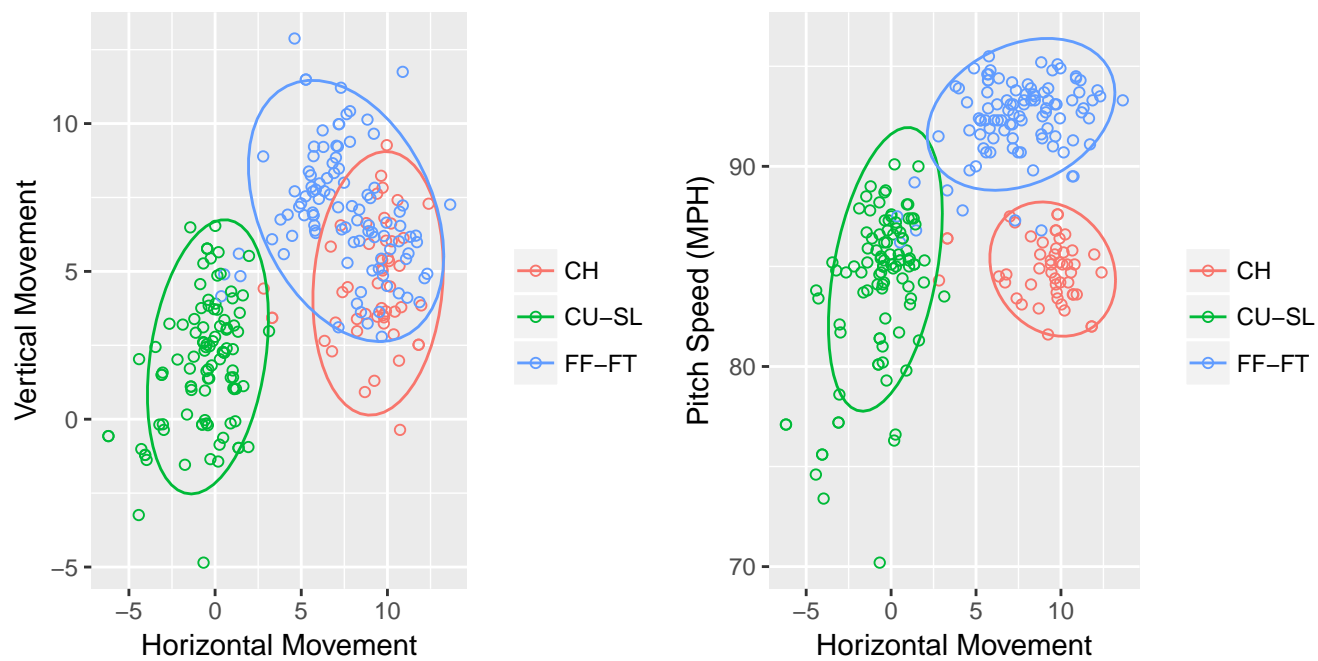 Vertical Movement
10
5
0
−5
−5
0
5
10
Horizontal Movement
CH
CU−SL
FF−FT
Pitch Speed (MPH)
90
80
70
−5
0
5
10
Horizontal Movement
CH
CU−SL
FF−FT